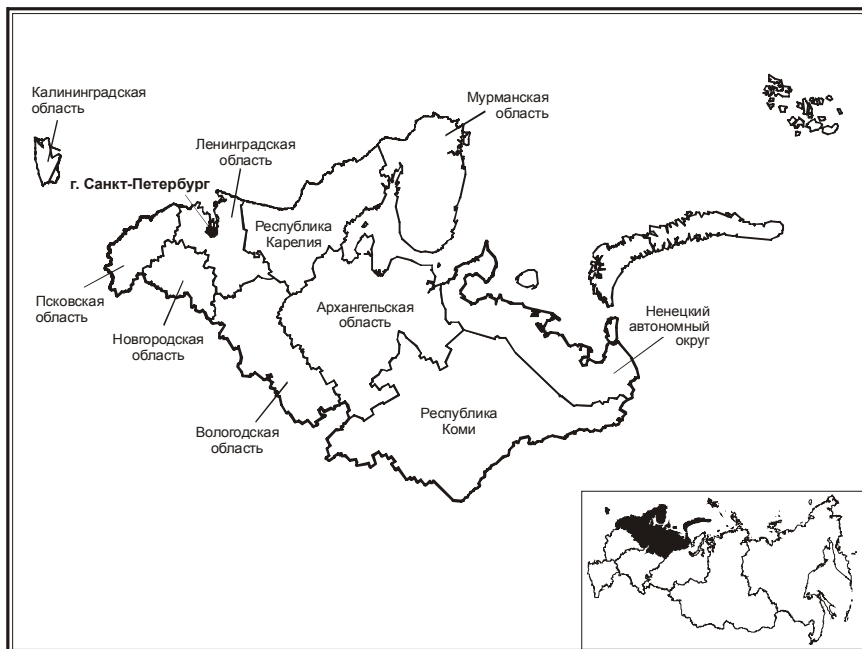 Калининградская
область
Мурманская
область
Ленинградская
область
г. Санкт-Петербург
Республика
Карелия
Псковская
область
Новгородская
область
Архангельская
область
Ненецкий
автономный
округ
Вологодская
область
Республика
Коми